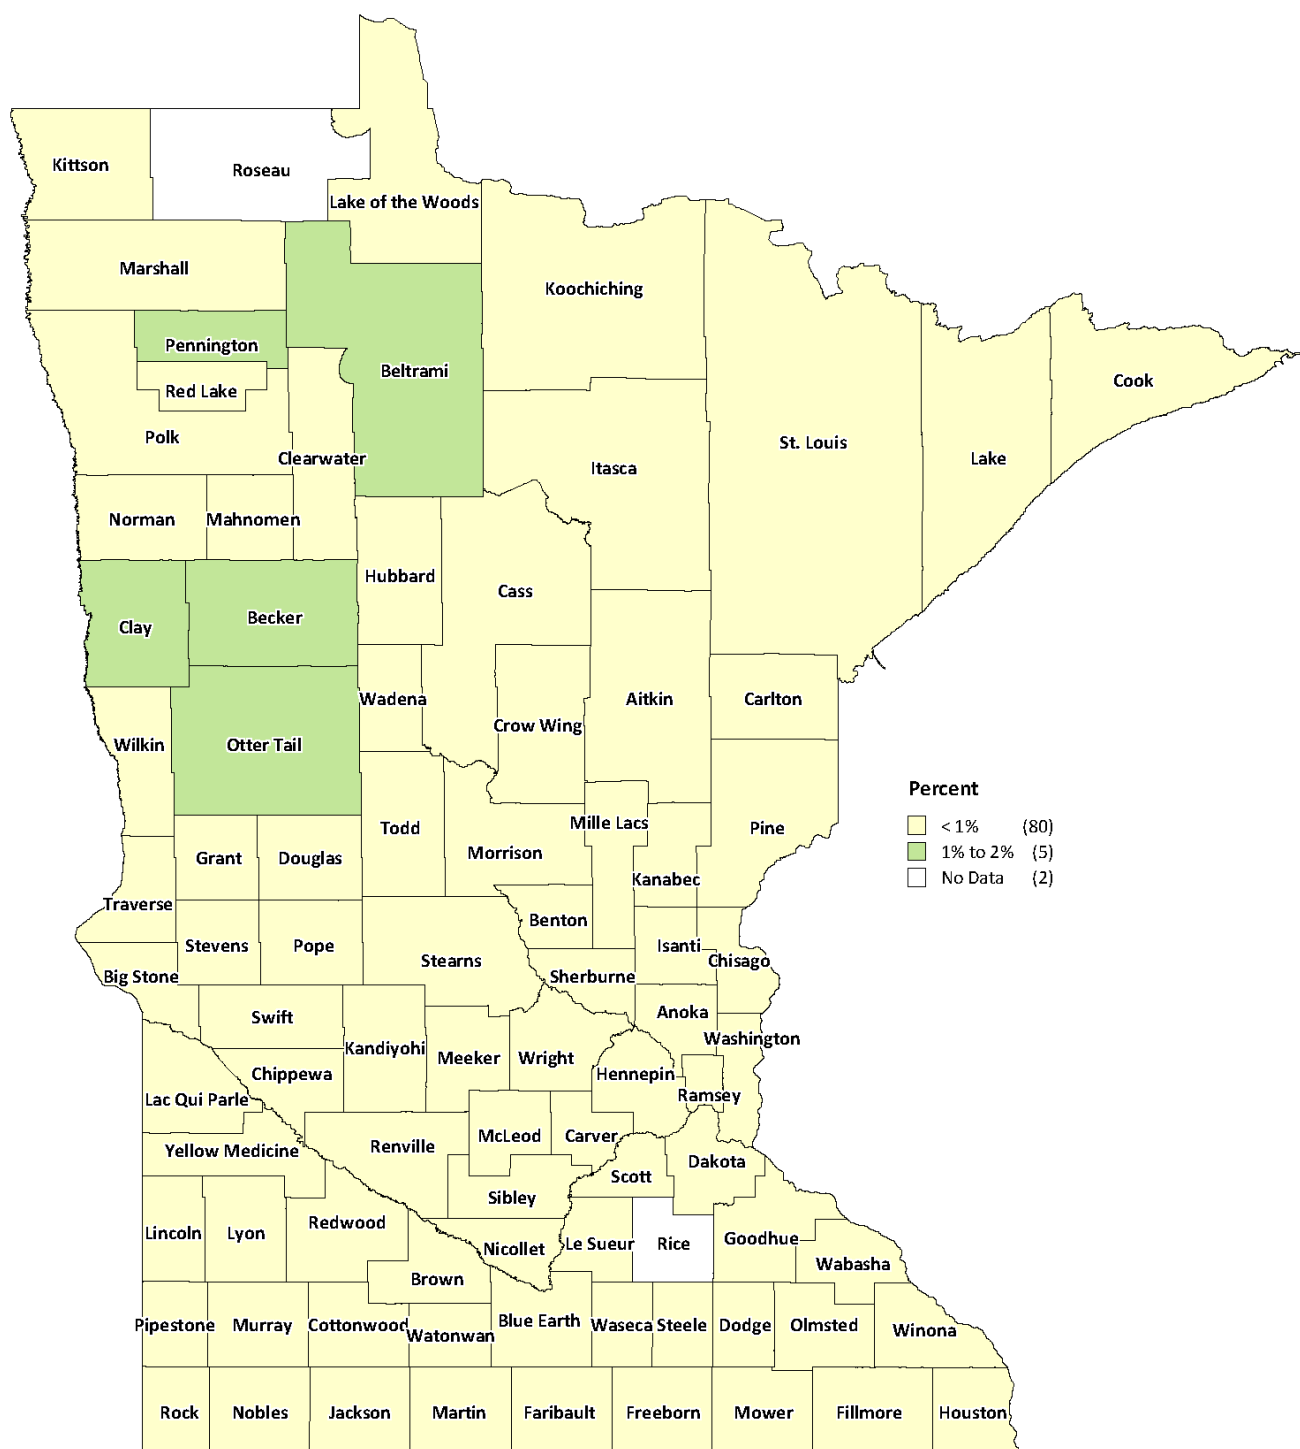 Kittson
Roseau
Lake of the Woods
Marshall
Koochiching
Pennington
Beltrami
Red Lake
Cook
Polk
St. Louis
Clearwater
Lake
Itasca
Norman
Mahnomen
Hubbard
Cass
Becker
Clay
Wadena
Aitkin
Carlton
Crow Wing
Wilkin
Otter Tail
Percent
< 1% (80)
1% to 2% (5)
No Data (2)
Mille Lacs
Todd
Pine
Morrison
Grant
Douglas
Kanabec
Traverse
Benton
Stevens
Pope
Isanti
Stearns
Chisago
Big Stone
Sherburne
Anoka
Swift
Washington
Kandiyohi
Meeker
Wright
Chippewa
Hennepin
Ramsey
Lac Qui Parle
McLeod
Carver
Renville
Yellow Medicine
Dakota
Scott
Sibley
Redwood
Lincoln
Lyon
Goodhue
Le Sueur
Rice
Nicollet
Wabasha
Brown
Blue Earth
Pipestone
Murray
Cottonwood
Watonwan
Waseca
Steele
Dodge
Olmsted
Winona
Rock
Nobles
Jackson
Martin
Faribault
Freeborn
Mower
Fillmore
Houston